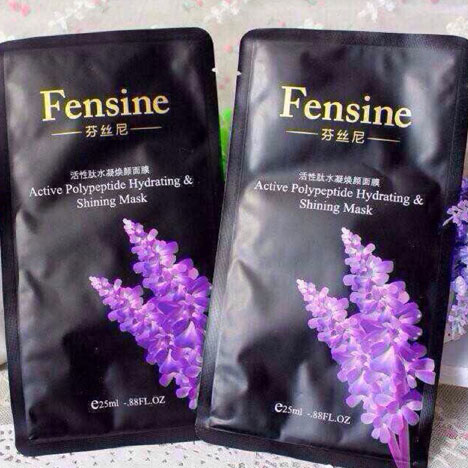 Fensine
芬丝尼
活性肽水凝焕颜面膜
Active Polypeptide Hydrating &
Shining Mask
e25ml -.88FL.OZ
Fensine
芬丝尼
活性肽水凝焕颜面膜
Active Polypeptide Hydrating &
Shining Mask
e25ml -.88FL.OZ